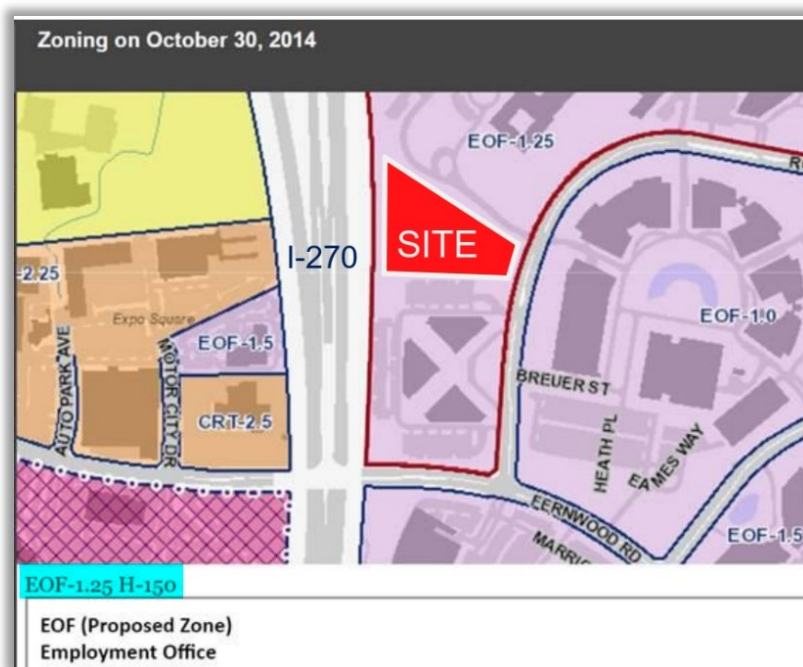 Zoning on October 30, 2014
EOF-1.25
R
SITE
I-270
-2.25
EOF-1.0
Expo Square
EOF-1.5
AUTO PARK AVE
MOTOR CITY DR
BREUER ST
CRT-2.5
HEATH PL
EAMES WAY
FERNWOOD RD
EOF-1.5
MARRIO
EOF-1.25 H-150
EOF (Proposed Zone)
Employment Office